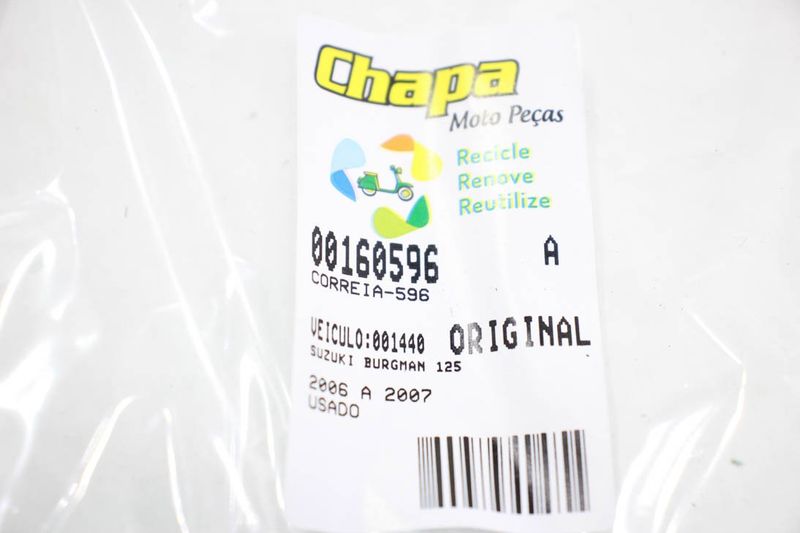 Chapa
Moto Peças
Recicle
Renove
Reutilize
00160596 A
CORREIA-596
VEICULO:001440 ORIGINAL
SUZUKI BURGMAN 125
2006 A 2007
USADO